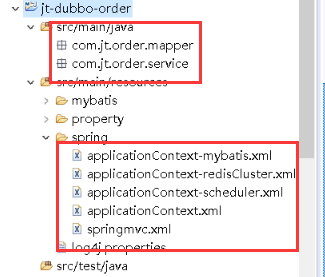 jt-dubbo-order
src/main/java
com.jt.order.mapper
com.jt.order.service
src/main/resources
mybatis
property
spring
applicationContext-mybatis.xml
applicationContext-redisCluster.xml
applicationContext-scheduler.xml
applicationContext.xml
springmvc.xml
log4j.properties
src/test/java